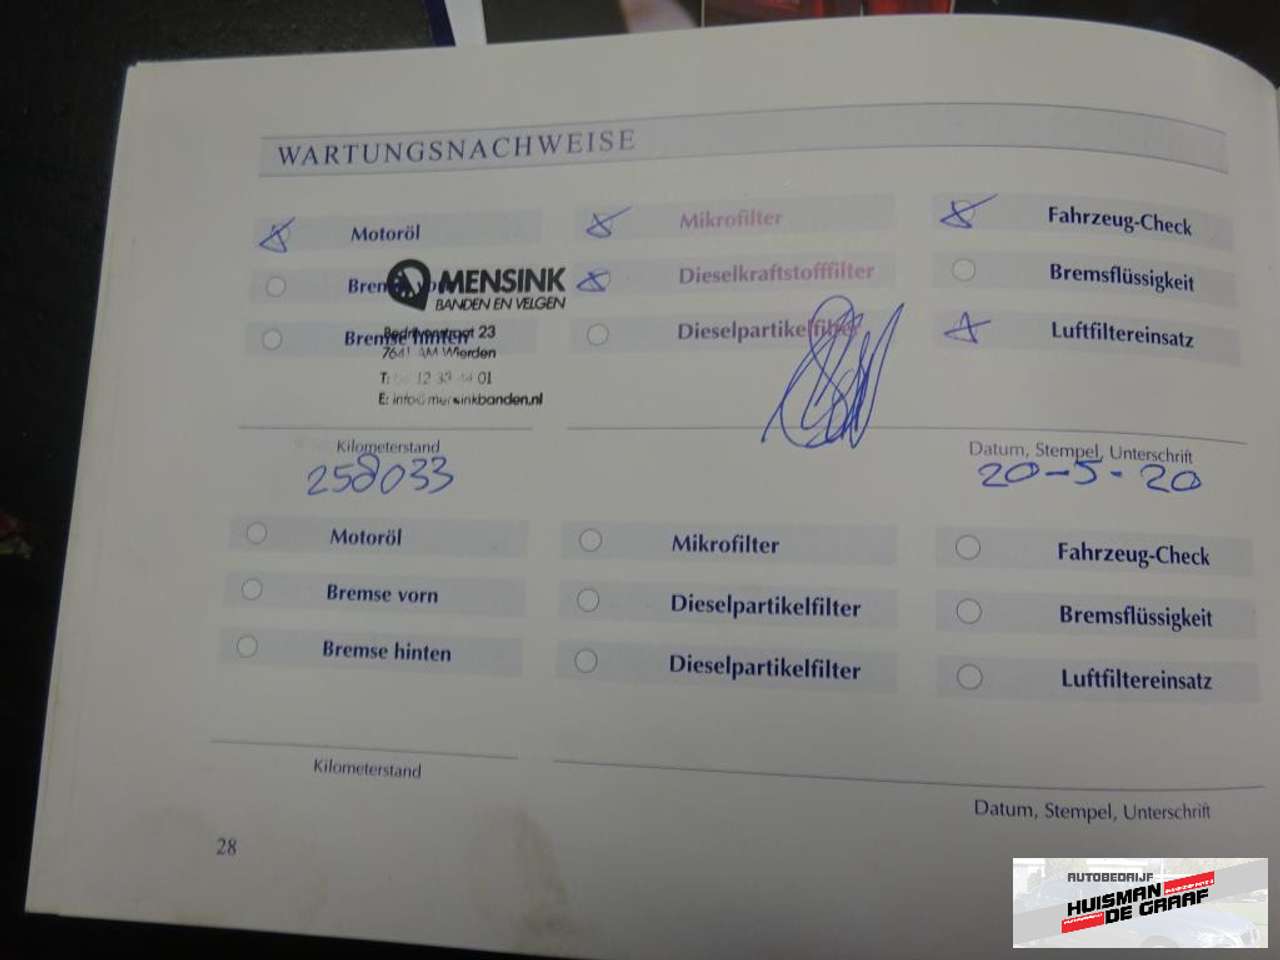 WARTUNGSNACHWEISE
Motoröl
Mikrofilter
Fahrzeug-Check
Dieselkraftstofffilter
Bremsflüssigkeit
MENSINK
BANDEN EN VELGEN
Bremse hinten
Dieselpartikelfilter
Luftfiltereinsatz
Bedrijvenstraat 23
7641 AM Wierden
E: info@mensinkbanden.nl
Kilometerstand
Datum, Stempel, Unterschrift
258033
20-5-20
Motoröl
Mikrofilter
Fahrzeug-Check
Bremse vorn
Dieselpartikelfilter
Bremsflüssigkeit
Bremse hinten
Dieselpartikelfilter
Luftfiltereinsatz
Kilometerstand
Datum, Stempel, Unterschrift
28
AUTOBEDRIJF
HUISMAN
DE GRAAF